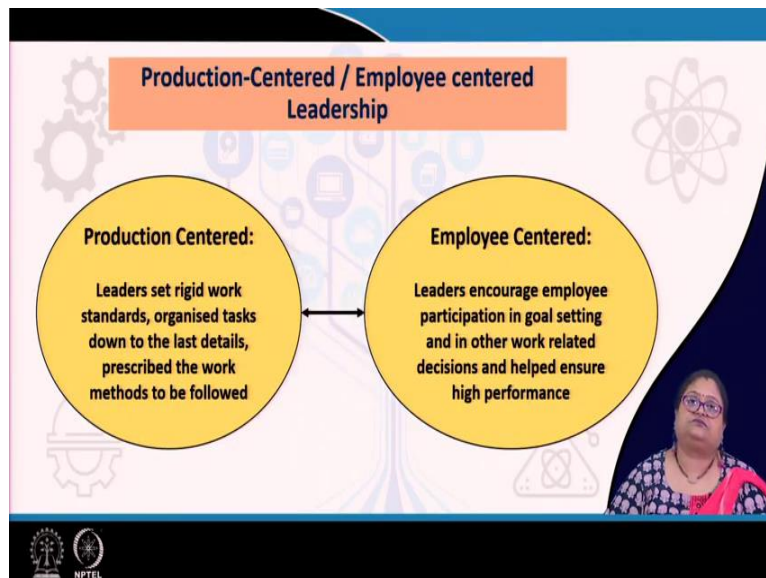 Production-Centered / Employee centered
Leadership
Production Centered:
Leaders set rigid work
standards, organised tasks
down to the last details,
prescribed the work
methods to be followed
Employee Centered:
Leaders encourage employee
participation in goal setting
and in other work related
decisions and helped ensure
high performance
NPTEL